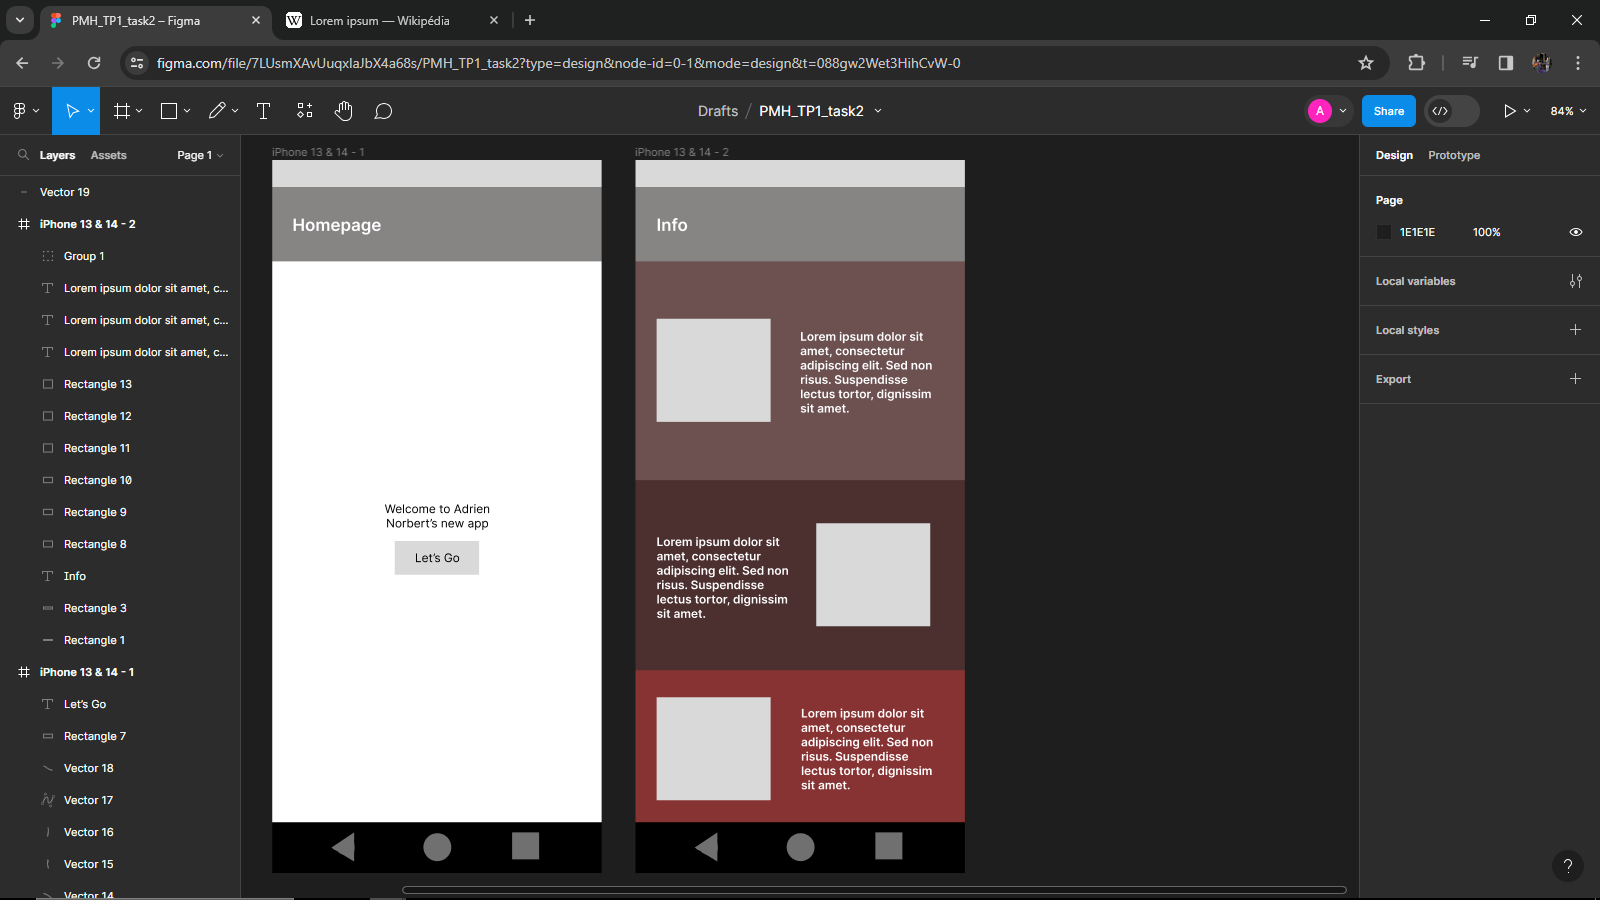 PMH_TP1_task2 – Figma
Lorem ipsum — Wikipédia
figma.com/file/7LUsmXAvUuqxlaJbX4a68s/PMH_TP1_task2?type=design&node-id=0-1&mode=design&t=088gw2Wet3HihCvW-0
Drafts / PMH_TP1_task2
A
Share
84%
Layers
Assets
Page 1
Vector 19
iPhone 13 & 14 - 2
Group 1
Lorem ipsum dolor sit amet, c...
Lorem ipsum dolor sit amet, c...
Lorem ipsum dolor sit amet, c...
Rectangle 13
Rectangle 12
Rectangle 11
Rectangle 10
Rectangle 9
Rectangle 8
Info
Rectangle 3
Rectangle 1
iPhone 13 & 14 - 1
Let's Go
Rectangle 7
Vector 18
Vector 17
Vector 16
Vector 15
Vector 14
iPhone 13 & 14 - 1
Homepage
Welcome to Adrien
Norbert's new app
Let's Go
iPhone 13 & 14 - 2
Info
Lorem ipsum dolor sit
amet, consectetur
adipiscing elit. Sed non
risus. Suspendisse
lectus tortor, dignissim
sit amet.
Lorem ipsum dolor sit
amet, consectetur
adipiscing elit. Sed non
risus. Suspendisse
lectus tortor, dignissim
sit amet.
Lorem ipsum dolor sit
amet, consectetur
adipiscing elit. Sed non
risus. Suspendisse
lectus tortor, dignissim
sit amet.
Design
Prototype
Page
1E1E1E
100%
Local variables
Local styles
Export
?